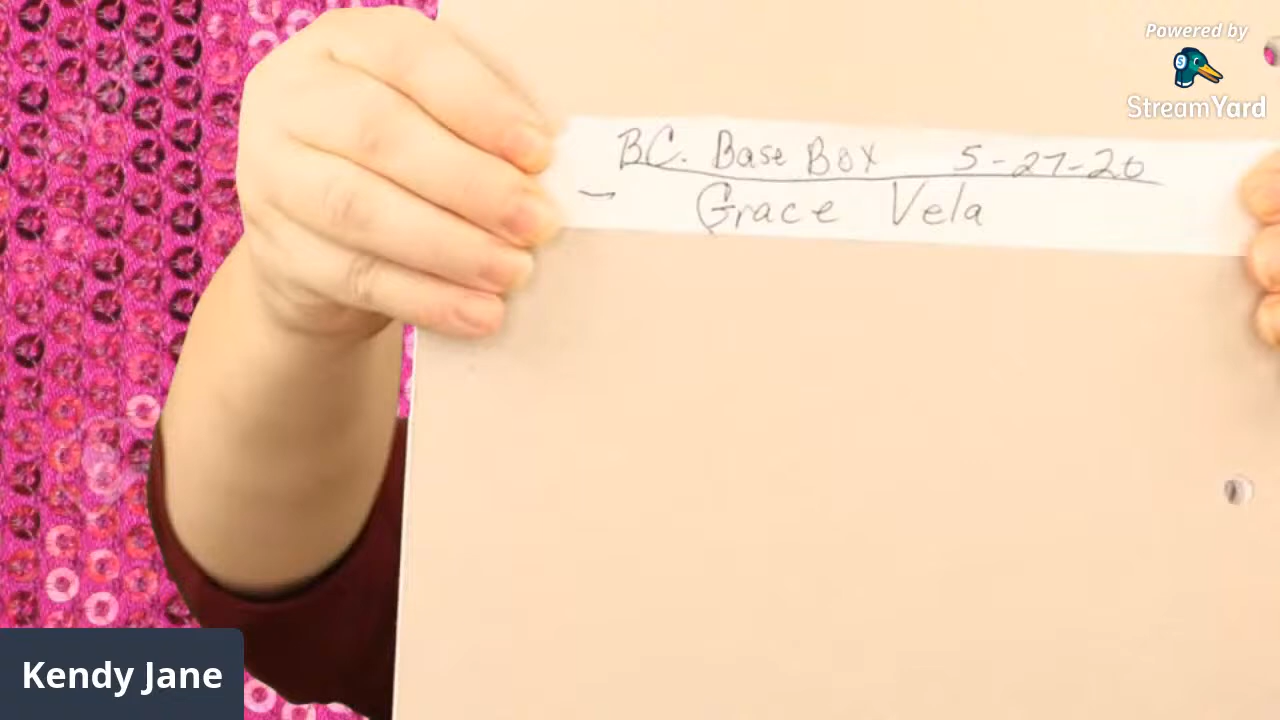 Powered by
StreamYard
BC. Base Box 5-27-20
Grace Vela
Kendy Jane